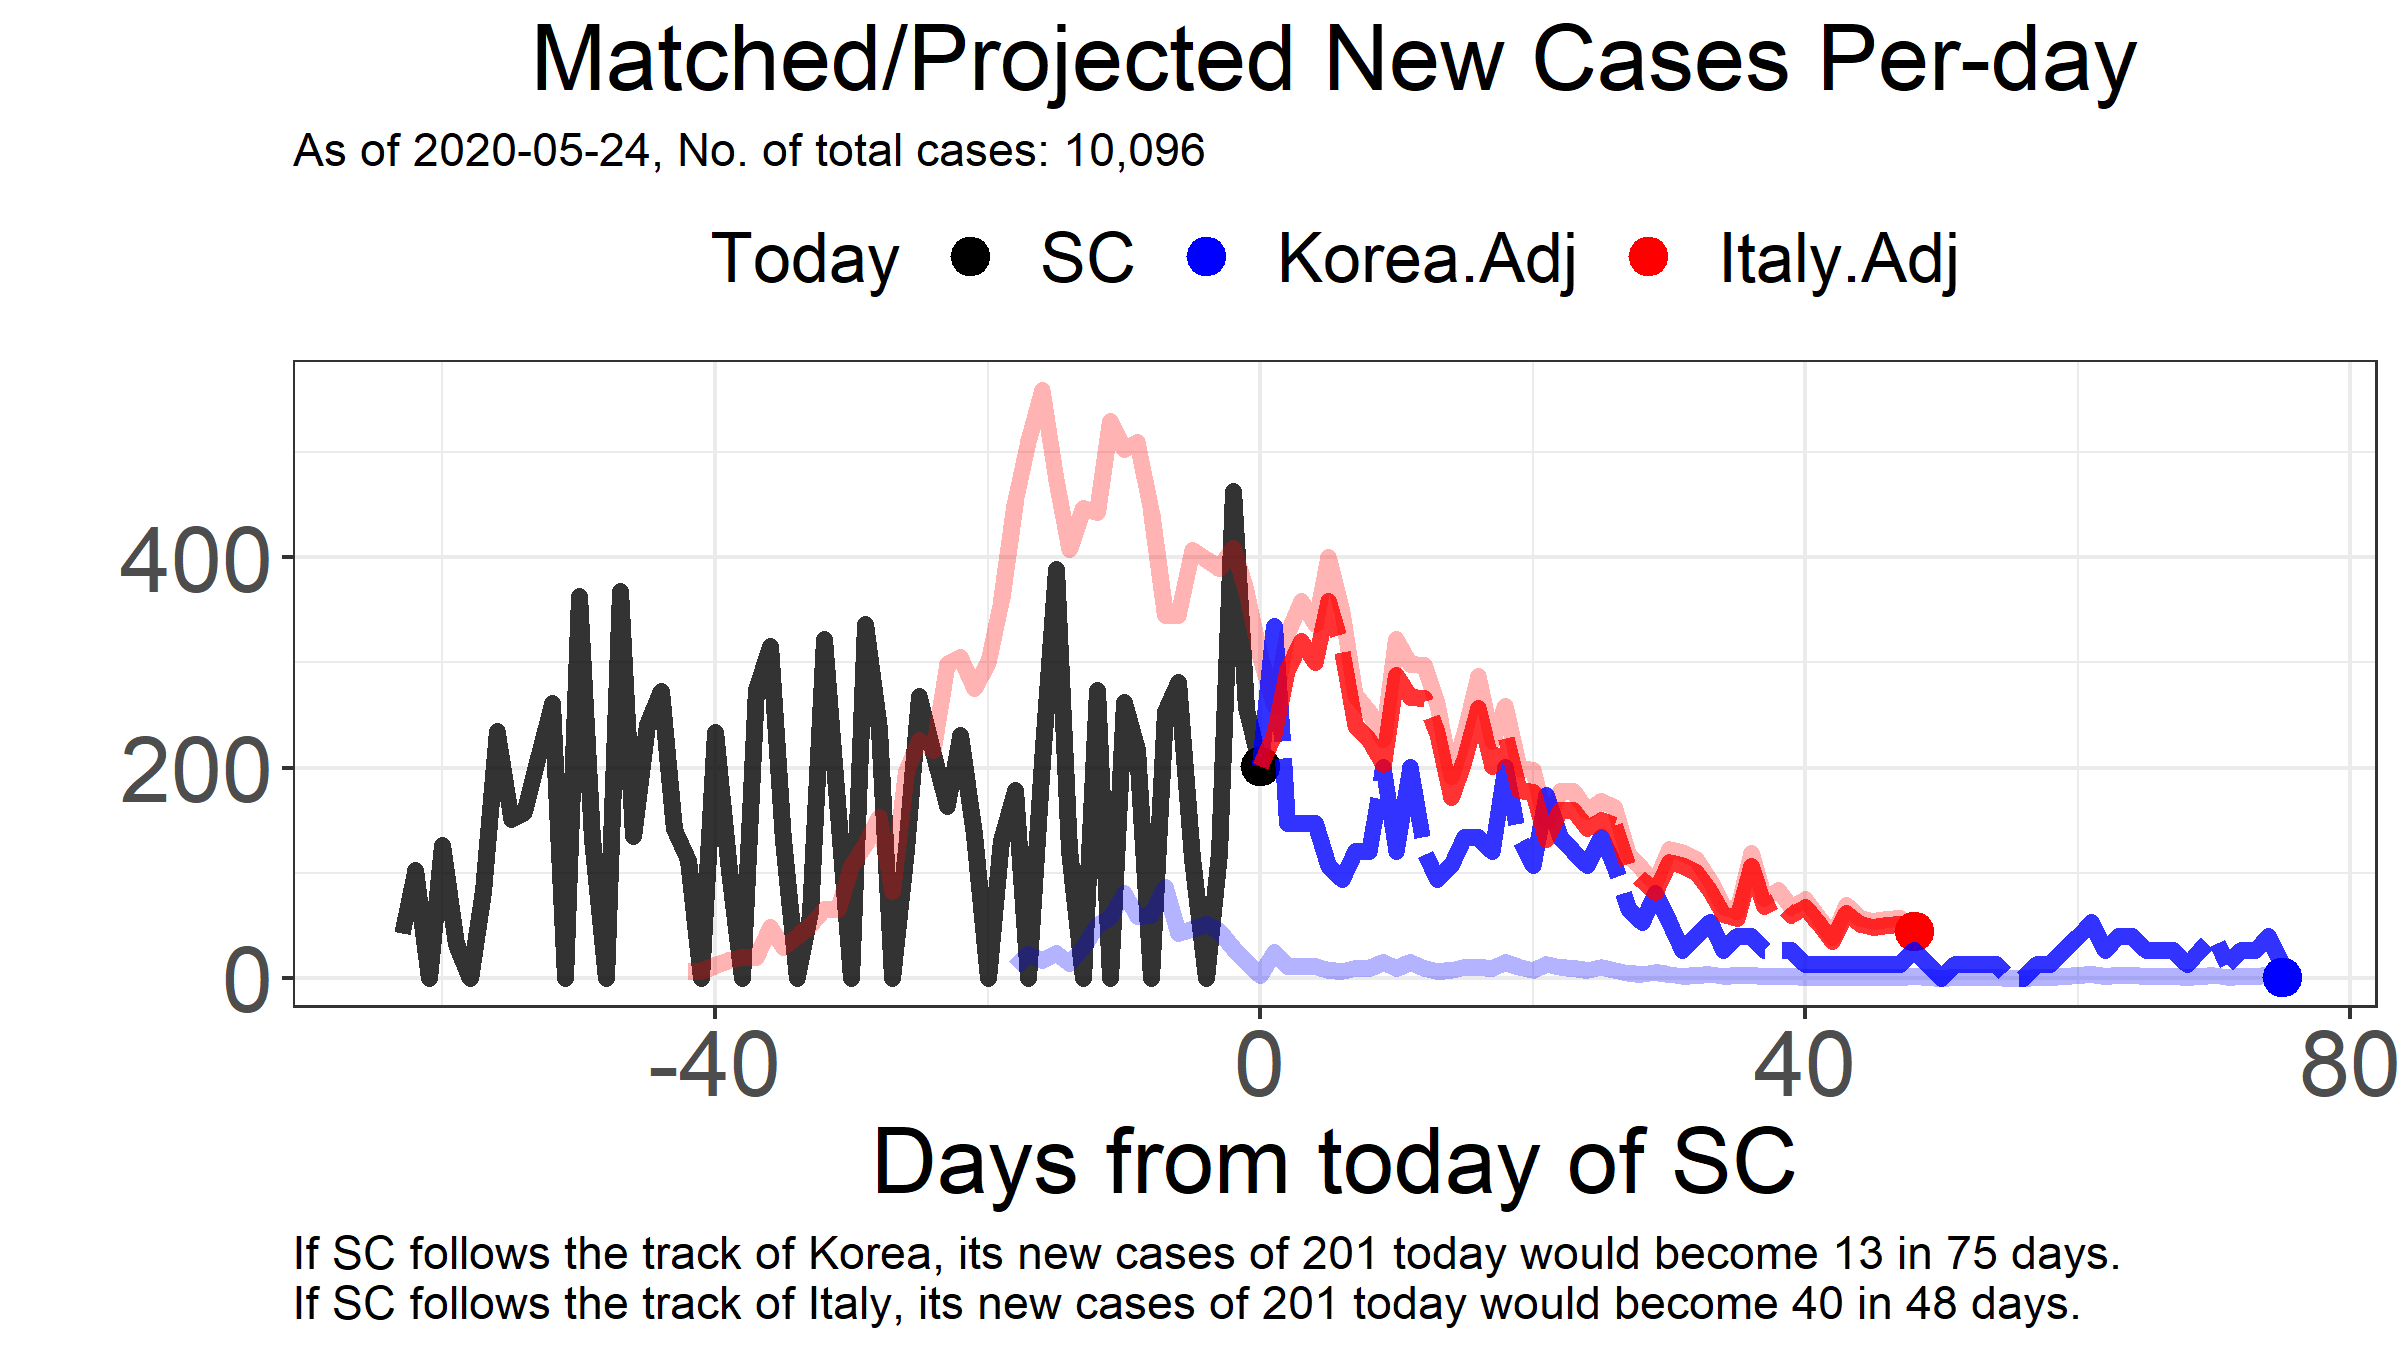 Matched/Projected New Cases Per-day
As of 2020-05-24, No. of total cases: 10,096
Today SC Korea.Adj Italy.Adj
400
200
0
-40 0 40 80
Days from today of SC
If SC follows the track of Korea, its new cases of 201 today would become 13 in 75 days.
If SC follows the track of Italy, its new cases of 201 today would become 40 in 48 days.